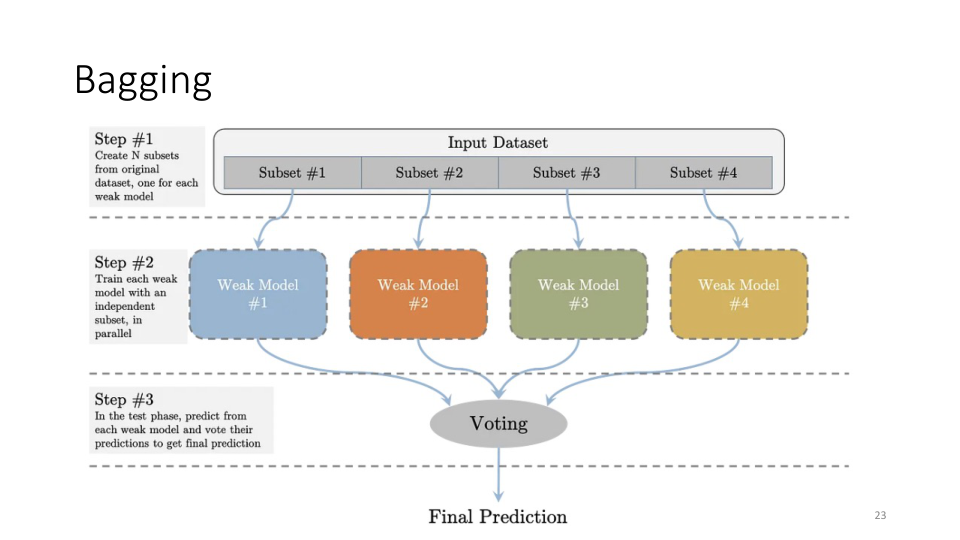 Bagging
Step #1
Create N subsets
from original
dataset, one for each
weak model
Input Dataset
Subset #1
Subset #2
Subset #3
Subset #4
Step #2
Train each weak
model with an
independent
subset, in
parallel
Weak Model
#1
Weak Model
#2
Weak Model
#3
Weak Model
#4
Step #3
In the test phase, predict from
each weak model and vote their
predictions to get final prediction
Voting
Final Prediction
23